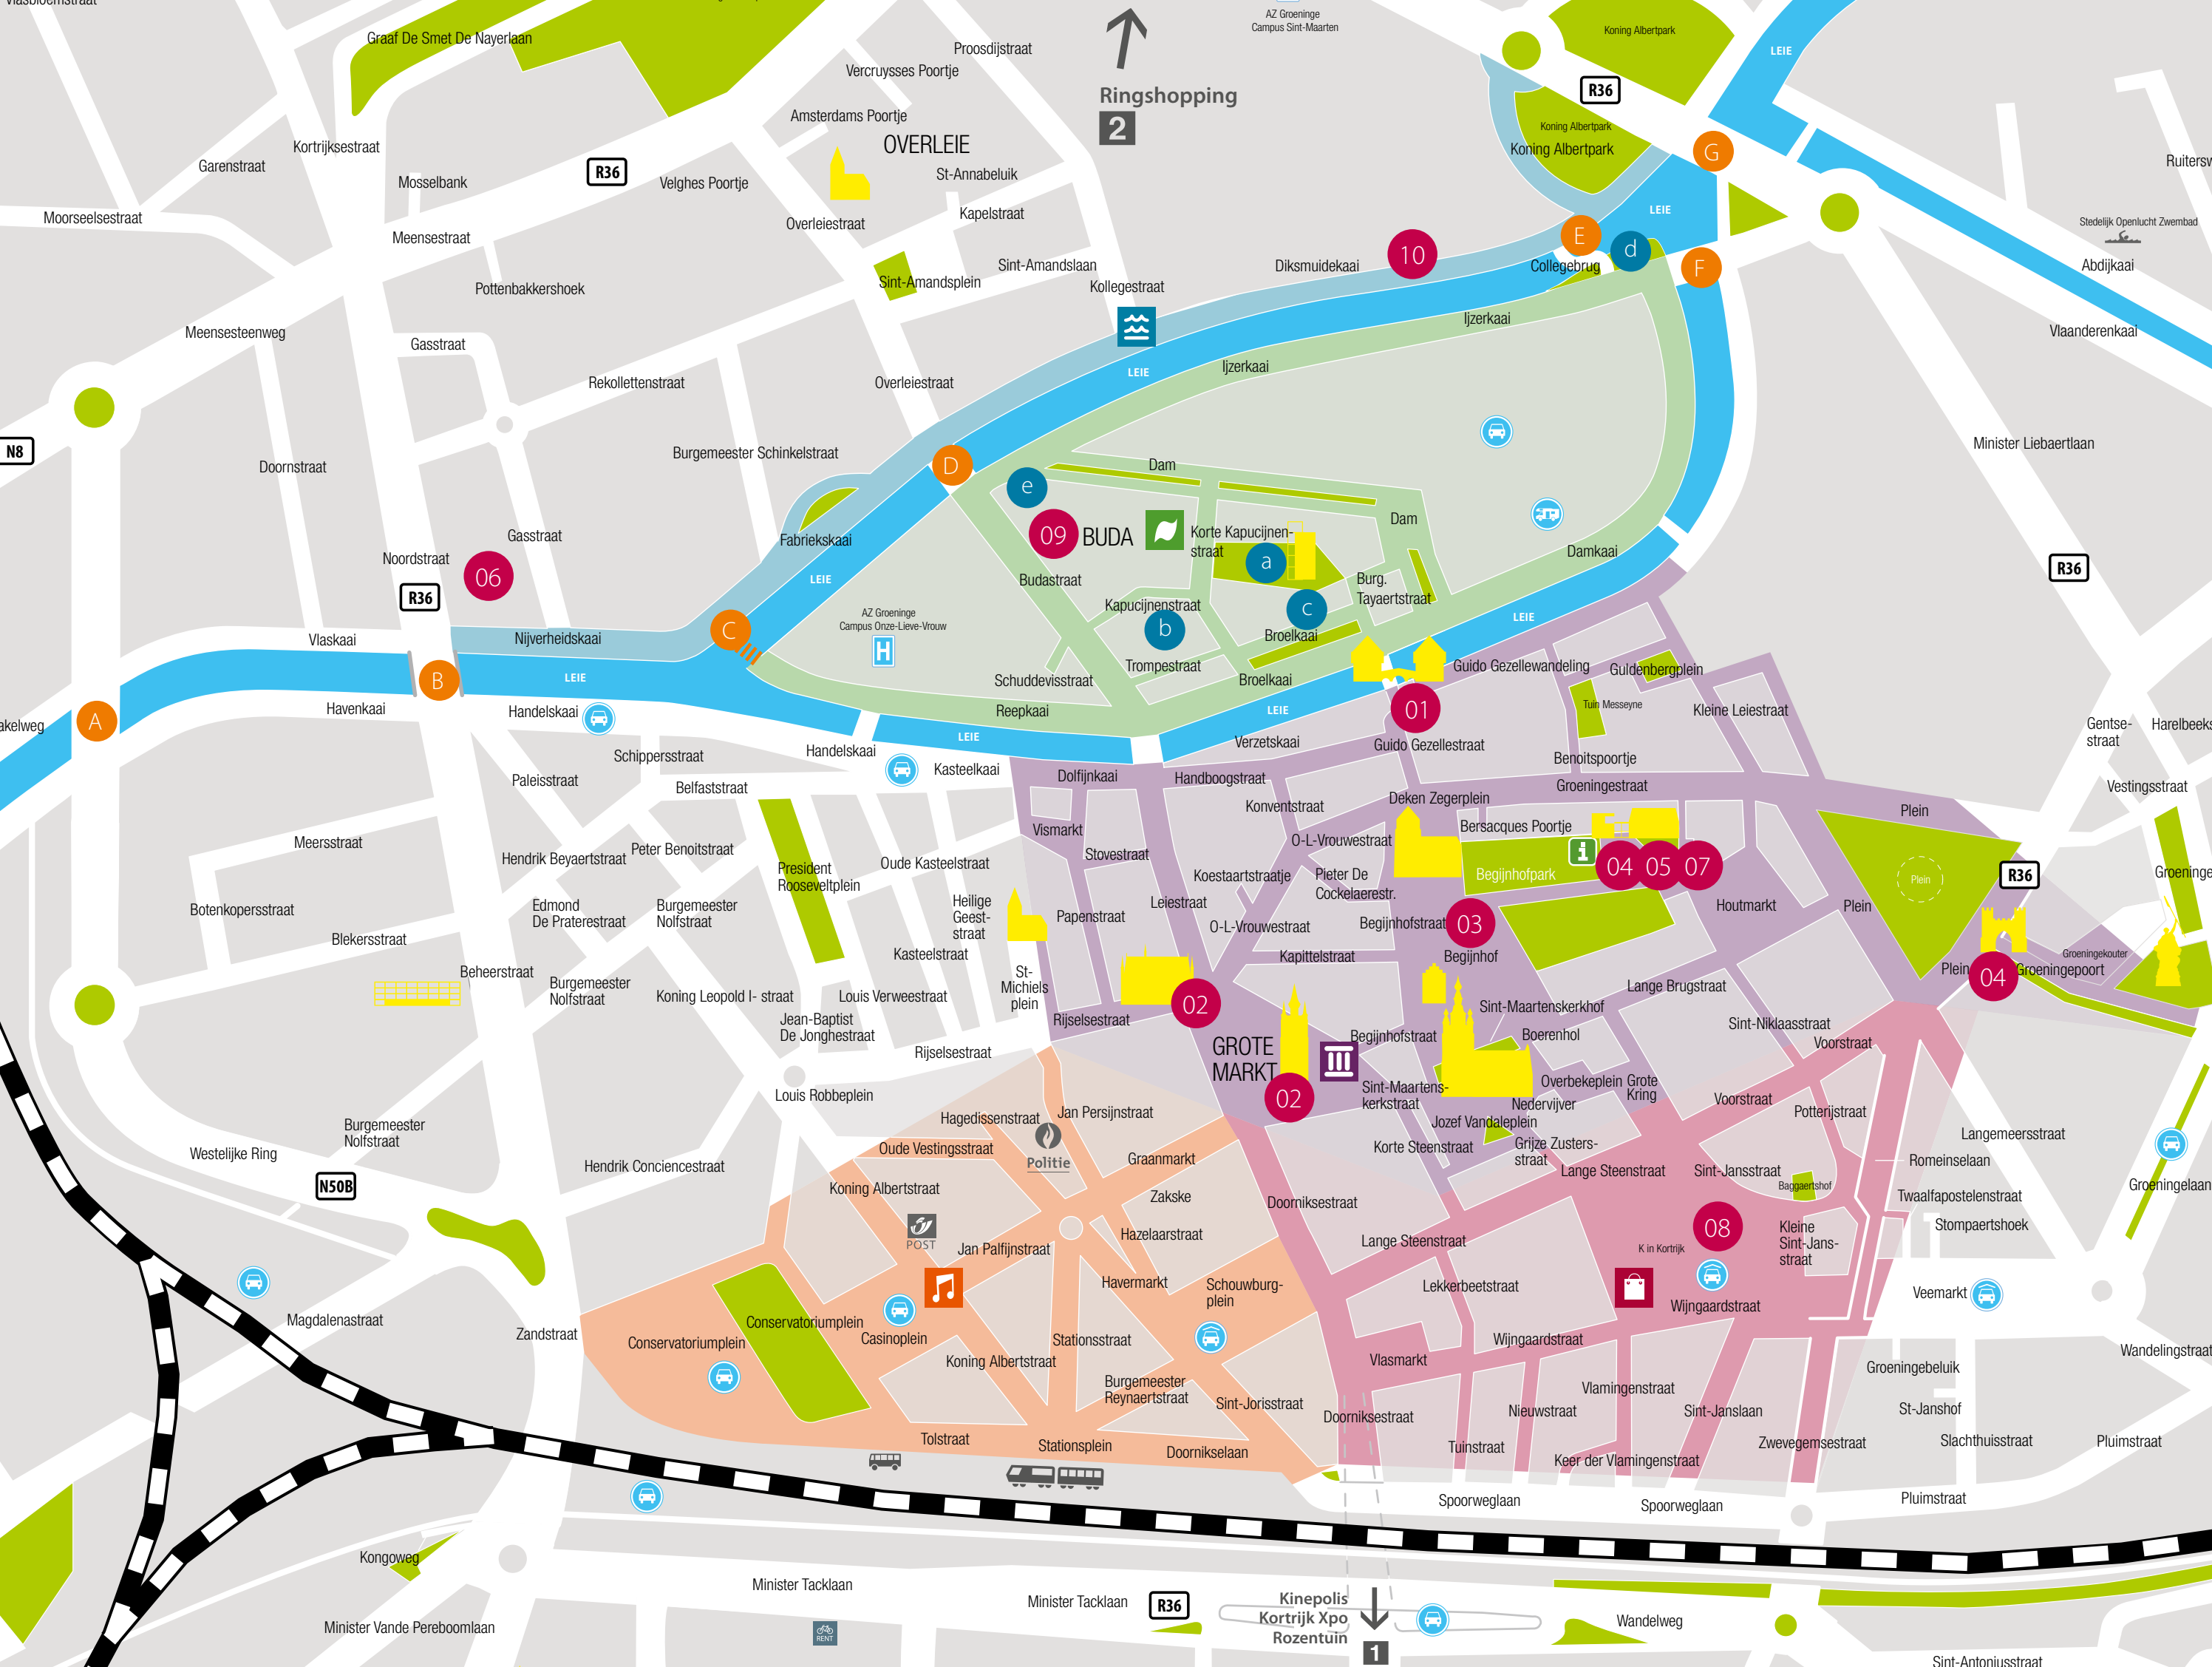 Graaf De Smet De Nayerlaan
Proosdijstraat
AZ Groeninge
Campus Sint-Maarten
Koning Albertpark
LEIE
Vercruysses Poortje
Ringshopping
2
R36
Amsterdams Poortje
Koning Albertpark
Koning Albertpark
OVERLEIE
Kortrijksestraat
Garenstraat
R36
G
Mosselbank
Velghes Poortje
St-Annabeluik
Moorseelsestraat
Kapelstraat
LEIE
Overleiestraat
Stedelijk Openlucht Zwembad
Meensestraat
E
d
10
Sint-Amandslaan
Diksmuidekaai
Collegebrug
F
Abdijkaai
Sint-Amandsplein
Kollegestraat
Pottenbakkershoek
Ijzerkaai
Meensesteenweg
Vlaanderenkaai
Gasstraat
Ijzerkaai
LEIE
Rekollettenstraat
Overleiestraat
N8
Burgemeester Schinkelstraat
Minister Liebaertlaan
Doornstraat
D
Dam
e
Dam
Gasstraat
Fabriekskaai
09
BUDA
Korte Kapucijnen-
straat
Damkaai
Noordstraat
06
LEIE
Budastraat
a
Burg.
Tayaertstraat
R36
R36
AZ Groeninge
Campus Onze-Lieve-Vrouw
H
Kapucijnenstraat
b
c
Broelkaai
LEIE
Vlaskaai
Nijverheidskaai
C
Trompestraat
Guido Gezellewandeling
Guldenbergplein
B
LEIE
Schuddevisstraat
Broelkaai
Havenkaai
Handelskaai
Reepkaai
LEIE
01
Tuin Messeyne
Kleine Leiestraat
A
LEIE
Verzetskaai
Guido Gezellestraat
Gentse-
straat
Schippersstraat
Handelskaai
Kasteelkaai
Benoitspoortje
Paleisstraat
Belfaststraat
Dolfijnkaai
Handboogstraat
Groeningestraat
Vestingsstraat
Konventstraat
Deken Zegerplein
Plein
Meersstraat
Vismarkt
O-L-Vrouwestraat
Bersacques Poortje
Hendrik Beyaertstraat
Peter Benoitstraat
Stovestraat
i
04
05
07
Oude Kasteelstraat
President
Rooseveltplein
Koestaartstraatje
Pieter De
Cockelaerestr.
Begijnhofpark
Plein
R36
Botenkopersstraat
Edmond
De Praterestraat
Burgemeester
Nolfstraat
Heilige
Geest-
straat
Papenstraat
Leiestraat
Houtmarkt
Plein
Blekersstraat
O-L-Vrouwestraat
Begijnhofstraat
03
Kasteelstraat
Kapittelstraat
Begijnhof
Groeningekouter
Beheerstraat
St-
Michiels
plein
Plein
04
Groeningepoort
Burgemeester
Nolfstraat
Koning Leopold I- straat
Louis Verweestraat
02
Lange Brugstraat
Jean-Baptist
De Jonghestraat
Rijselsestraat
Sint-Maartenskerkhof
Sint-Niklaasstraat
Rijselsestraat
GROTE
MARKT
Begijnhofstraat
Boerenhol
Voorstraat
Louis Robbeplein
02
Sint-Maartens-
kerkstraat
Overbekeplein
Grote
Kring
Voorstraat
Burgemeester
Nolfstraat
Hagedissenstraat
Jan Persijnstraat
Nedervijver
Jozef Vandaleplein
Potterijstraat
Westelijke Ring
Oude Vestingsstraat
Politie
Graanmarkt
Korte Steenstraat
Grijze Zusters-
straat
Langemeersstraat
N50B
Hendrik Conciencestraat
Koning Albertstraat
Zakske
Doorniksestraat
Lange Steenstraat
Sint-Jansstraat
Baggaertshof
Romeinselaan
Twaalfapostelenstraat
Groeningelaan
POST
Hazelaarstraat
Lange Steenstraat
08
K in Kortrijk
Kleine
Sint-Jans-
straat
Stompaertshoek
Jan Palfijnstraat
Havermarkt
Schouwburg-
plein
Lekkerbeetstraat
Veemarkt
Magdalenastraat
Zandstraat
Conservatoriumplein
Conservatoriumplein
Casinoplein
Stationsstraat
Wijngaardstraat
Wijngaardstraat
Koning Albertstraat
Vlasmarkt
Groeningebeluik
Wandelingstraat
Burgemeester
Reynaertstraat
Sint-Jorisstraat
Doorniksestraat
Vlamingenstraat
Nieuwstraat
Sint-Janslaan
St-Janshof
Tolstraat
Stationsplein
Doornikselaan
Tuinstraat
Keer der Vlamingenstraat
Zwevegemsestraat
Slachthuisstraat
Pluimstraat
Spoorweglaan
Spoorweglaan
Pluimstraat
Kongoweg
Minister Tacklaan
Minister Tacklaan
R36
Kinepolis
Kortrijk Xpo
Rozentuin
1
Wandelweg
Minister Vande Pereboomlaan
RENT
Sint-Antoniusstraat